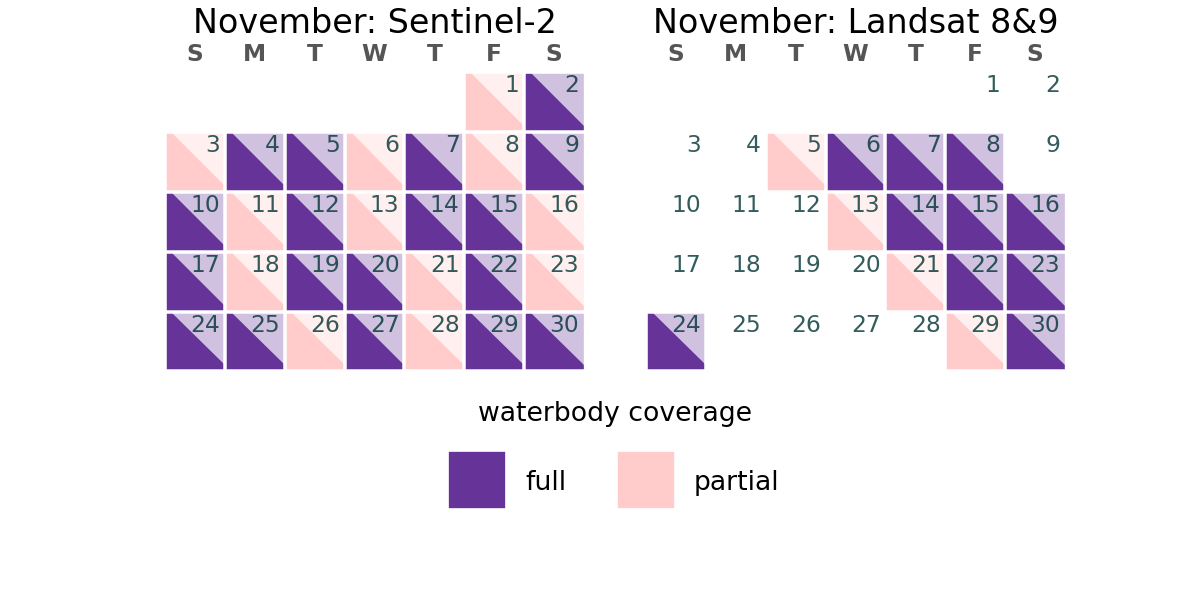 November: Sentinel-2
S M T W T F S
1 2
3 4 5 6 7 8 9
10 11 12 13 14 15 16
17 18 19 20 21 22 23
24 25 26 27 28 29 30
November: Landsat 8&9
S M T W T F S
1 2
3 4 5 6 7 8 9
10 11 12 13 14 15 16
17 18 19 20 21 22 23
24 25 26 27 28 29 30
waterbody coverage
full partial